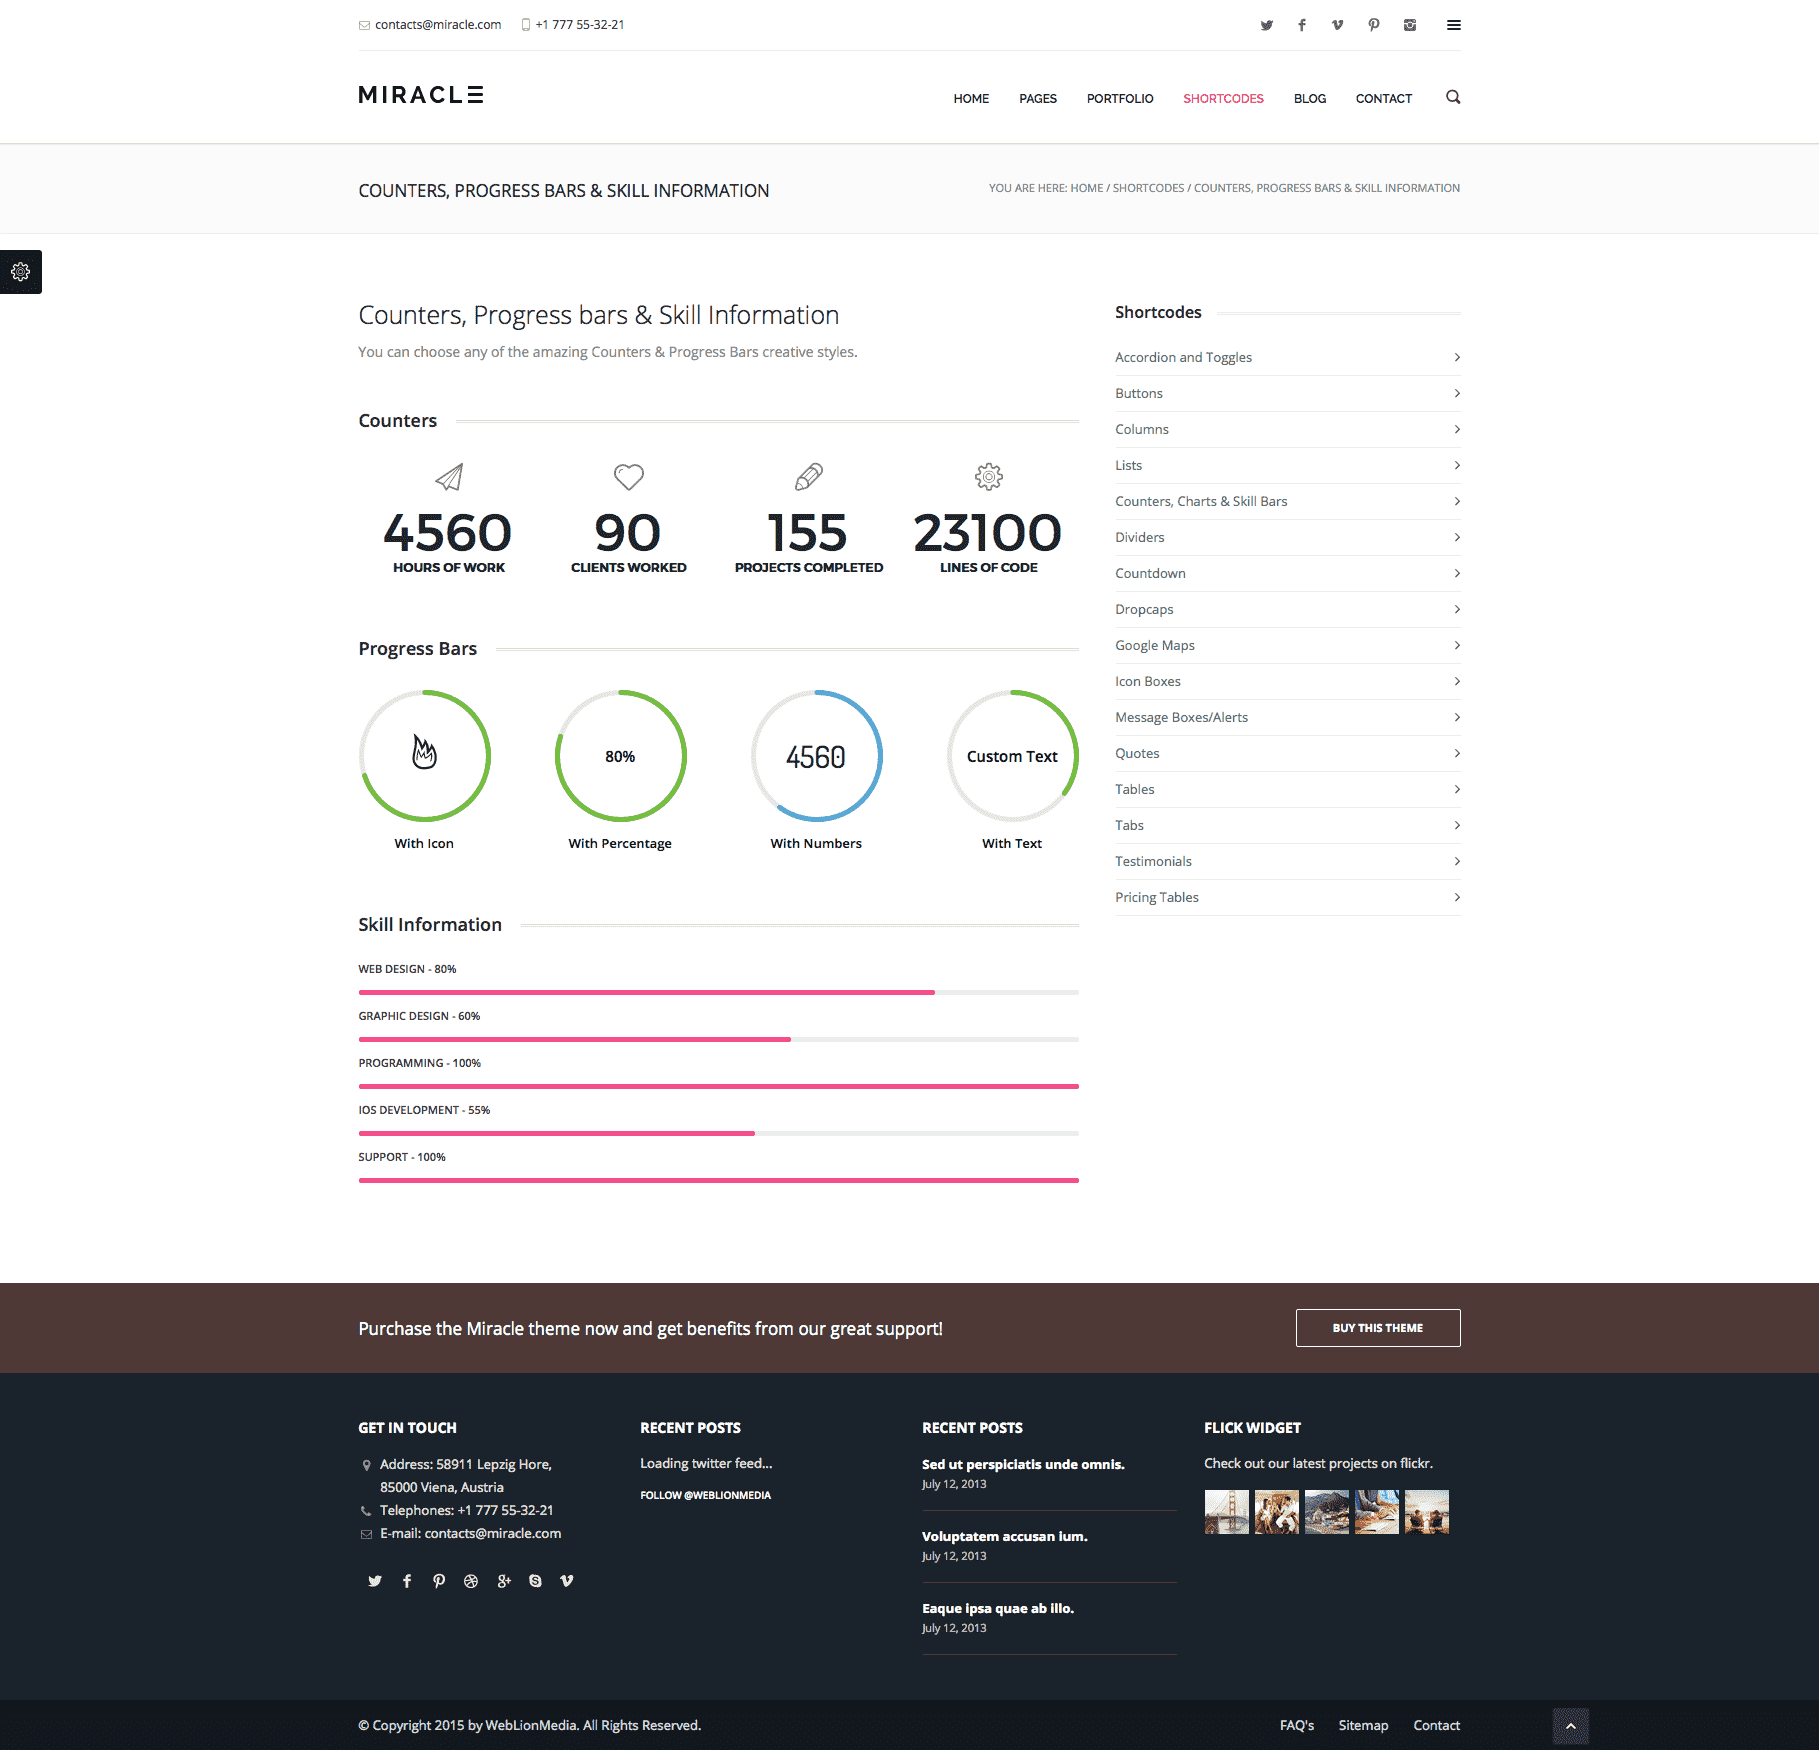 contacts@miracle.com +1 777 55-32-21
MIRACLE
HOME PAGES PORTFOLIO SHORTCODES BLOG CONTACT
COUNTERS, PROGRESS BARS & SKILL INFORMATION
YOU ARE HERE: HOME / SHORTCODES / COUNTERS, PROGRESS BARS & SKILL INFORMATION
Counters, Progress bars & Skill Information
You can choose any of the amazing Counters & Progress Bars creative styles.
Counters
4560 90 155 23100
HOURS OF WORK CLIENTS WORKED PROJECTS COMPLETED LINES OF CODE
Progress Bars
80% 4560 Custom Text
With Icon With Percentage With Numbers With Text
Skill Information
WEB DESIGN - 80%
GRAPHIC DESIGN - 60%
PROGRAMMING - 100%
IOS DEVELOPMENT - 55%
SUPPORT - 100%
Shortcodes
Accordion and Toggles
Buttons
Columns
Lists
Counters, Charts & Skill Bars
Dividers
Countdown
Dropcaps
Google Maps
Icon Boxes
Message Boxes/Alerts
Quotes
Tables
Tabs
Testimonials
Pricing Tables
Purchase the Miracle theme now and get benefits from our great support!
BUY THIS THEME
GET IN TOUCH
Address: 58911 Lepzig Hore,
85000 Viena, Austria
Telephones: +1 777 55-32-21
E-mail: contacts@miracle.com
RECENT POSTS
Loading twitter feed...
FOLLOW @WEBLIONMEDIA
RECENT POSTS
Sed ut perspiciatis unde omnis.
July 12, 2013
Voluptatem accusan ium.
July 12, 2013
Eaque ipsa quae ab illo.
July 12, 2013
FLICK WIDGET
Check out our latest projects on flickr.
© Copyright 2015 by WebLionMedia. All Rights Reserved.
FAQ's Sitemap Contact